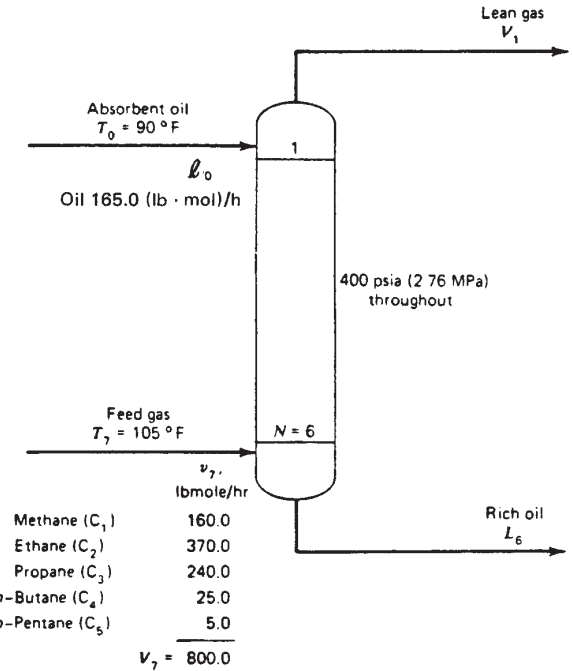 Lean gas
V₁
Absorbent oil
T₀ = 90 °F
ℓ₀
Oil 165.0 (lb · mol)/h
1
400 psia (2 76 MPa)
throughout
Feed gas
T₇ = 105 °F
N = 6
v₇,
lbmole/hr
Methane (C₁) 160.0
Ethane (C₂) 370.0
Propane (C₃) 240.0
n-Butane (C₄) 25.0
n-Pentane (C₅) 5.0
V₇ = 800.0
Rich oil
L₆